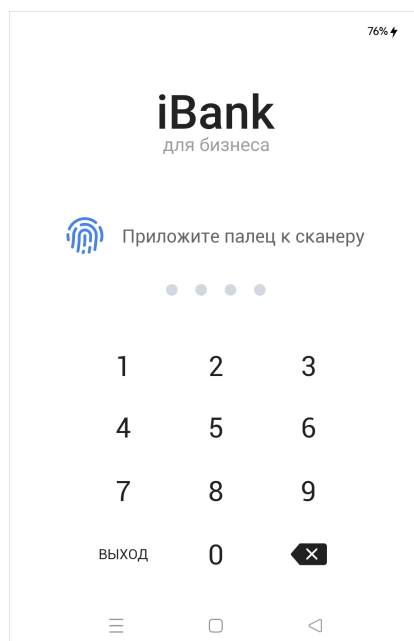 76%
iBank
для бизнеса
Приложите палец к сканеру
1 2 3
4 5 6
7 8 9
ВЫХОД 0